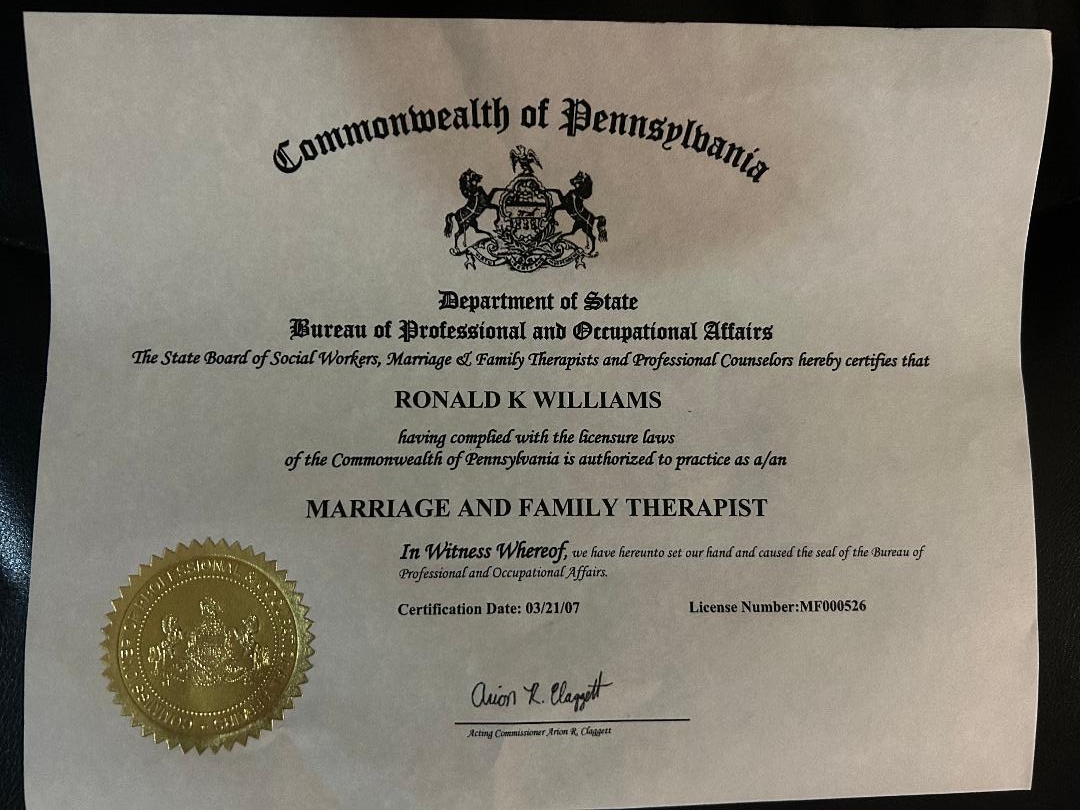 Commonwealth of Pennsylvania
Department of State
Bureau of Professional and Occupational Affairs
The State Board of Social Workers, Marriage & Family Therapists and Professional Counselors hereby certifies that
RONALD K WILLIAMS
having complied with the licensure laws
of the Commonwealth of Pennsylvania is authorized to practice as a/an
MARRIAGE AND FAMILY THERAPIST
In Witness Whereof, we have hereunto set our hand and caused the seal of the Bureau of
Professional and Occupational Affairs.
Certification Date: 03/21/07 License Number:MF000526
Arion R. Claggett
Acting Commissioner Arion R. Claggett